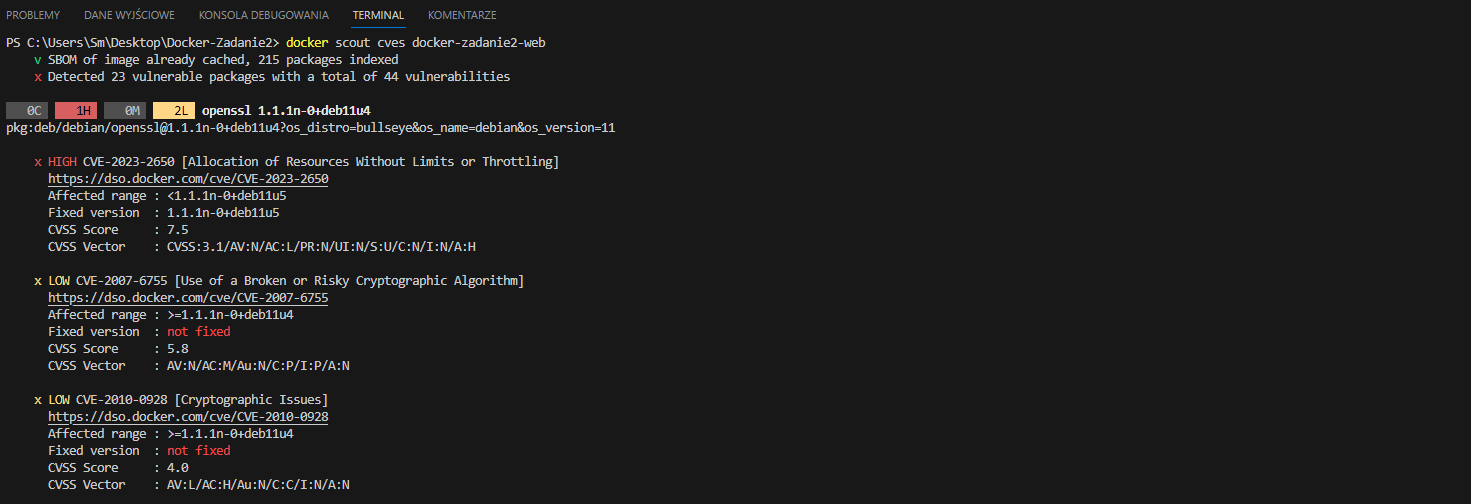 PROBLEMY DANE WYJŚCIOWE KONSOLA DEBUGOWANIA TERMINAL KOMENTARZE
PS C:\Users\Sm\Desktop\Docker-Zadanie2> docker scout cves docker-zadanie2-web
v SBOM of image already cached, 215 packages indexed
x Detected 23 vulnerable packages with a total of 44 vulnerabilities
0C 1H 0M 2L openssl 1.1.1n-0+deb11u4
pkg:deb/debian/openssl@1.1.1n-0+deb11u4?os_distro=bullseye&os_name=debian&os_version=11
x HIGH CVE-2023-2650 [Allocation of Resources Without Limits or Throttling]
https://dso.docker.com/cve/CVE-2023-2650
Affected range : <1.1.1n-0+deb11u5
Fixed version : 1.1.1n-0+deb11u5
CVSS Score : 7.5
CVSS Vector : CVSS:3.1/AV:N/AC:L/PR:N/UI:N/S:U/C:N/I:N/A:H
x LOW CVE-2007-6755 [Use of a Broken or Risky Cryptographic Algorithm]
https://dso.docker.com/cve/CVE-2007-6755
Affected range : >=1.1.1n-0+deb11u4
Fixed version : not fixed
CVSS Score : 5.8
CVSS Vector : AV:N/AC:M/Au:N/C:P/I:P/A:N
x LOW CVE-2010-0928 [Cryptographic Issues]
https://dso.docker.com/cve/CVE-2010-0928
Affected range : >=1.1.1n-0+deb11u4
Fixed version : not fixed
CVSS Score : 4.0
CVSS Vector : AV:L/AC:H/Au:N/C:C/I:N/A:N